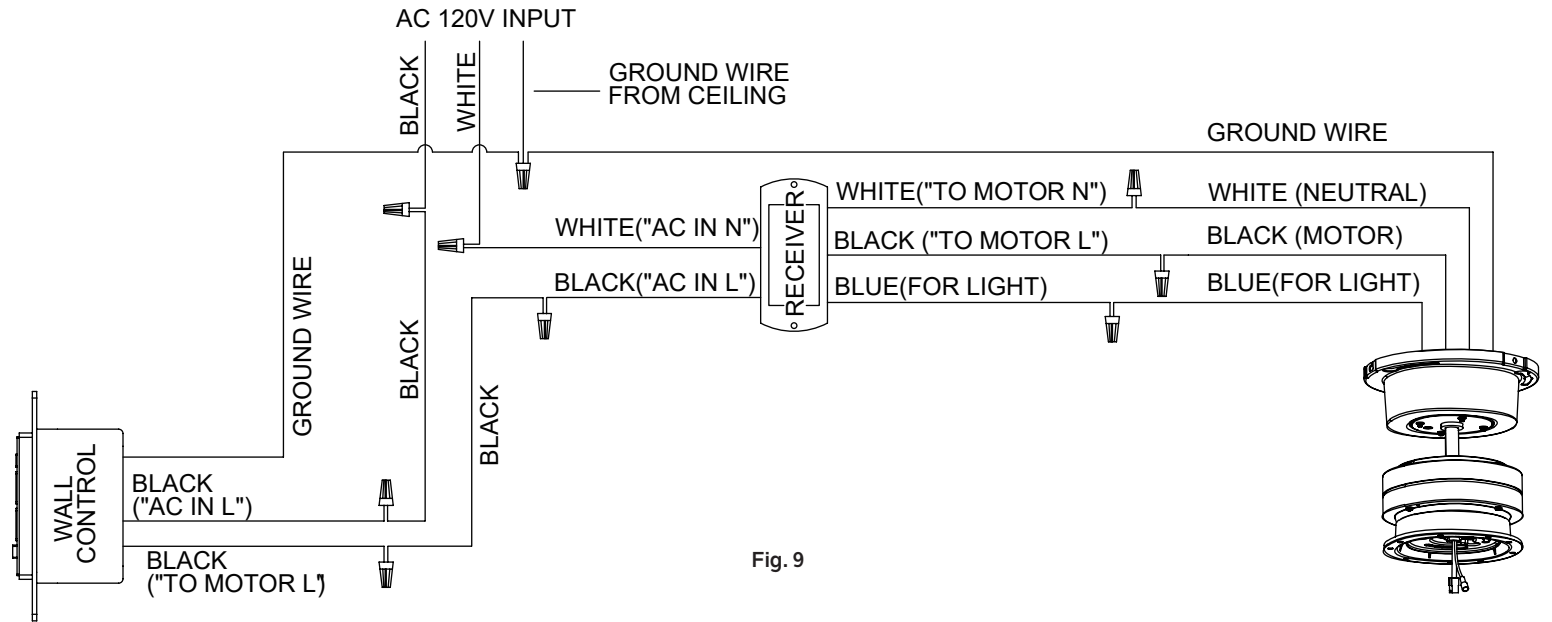 AC 120V INPUT
BLACK
WHITE
GROUND WIRE
FROM CEILING
GROUND WIRE
WHITE("TO MOTOR N")
WHITE (NEUTRAL)
WHITE("AC IN N")
RECEIVER
BLACK ("TO MOTOR L")
BLACK (MOTOR)
BLACK("AC IN L")
BLUE(FOR LIGHT)
BLUE(FOR LIGHT)
GROUND WIRE
BLACK
BLACK
WALL
CONTROL
BLACK
("AC IN L")
BLACK
("TO MOTOR L")
Fig. 9